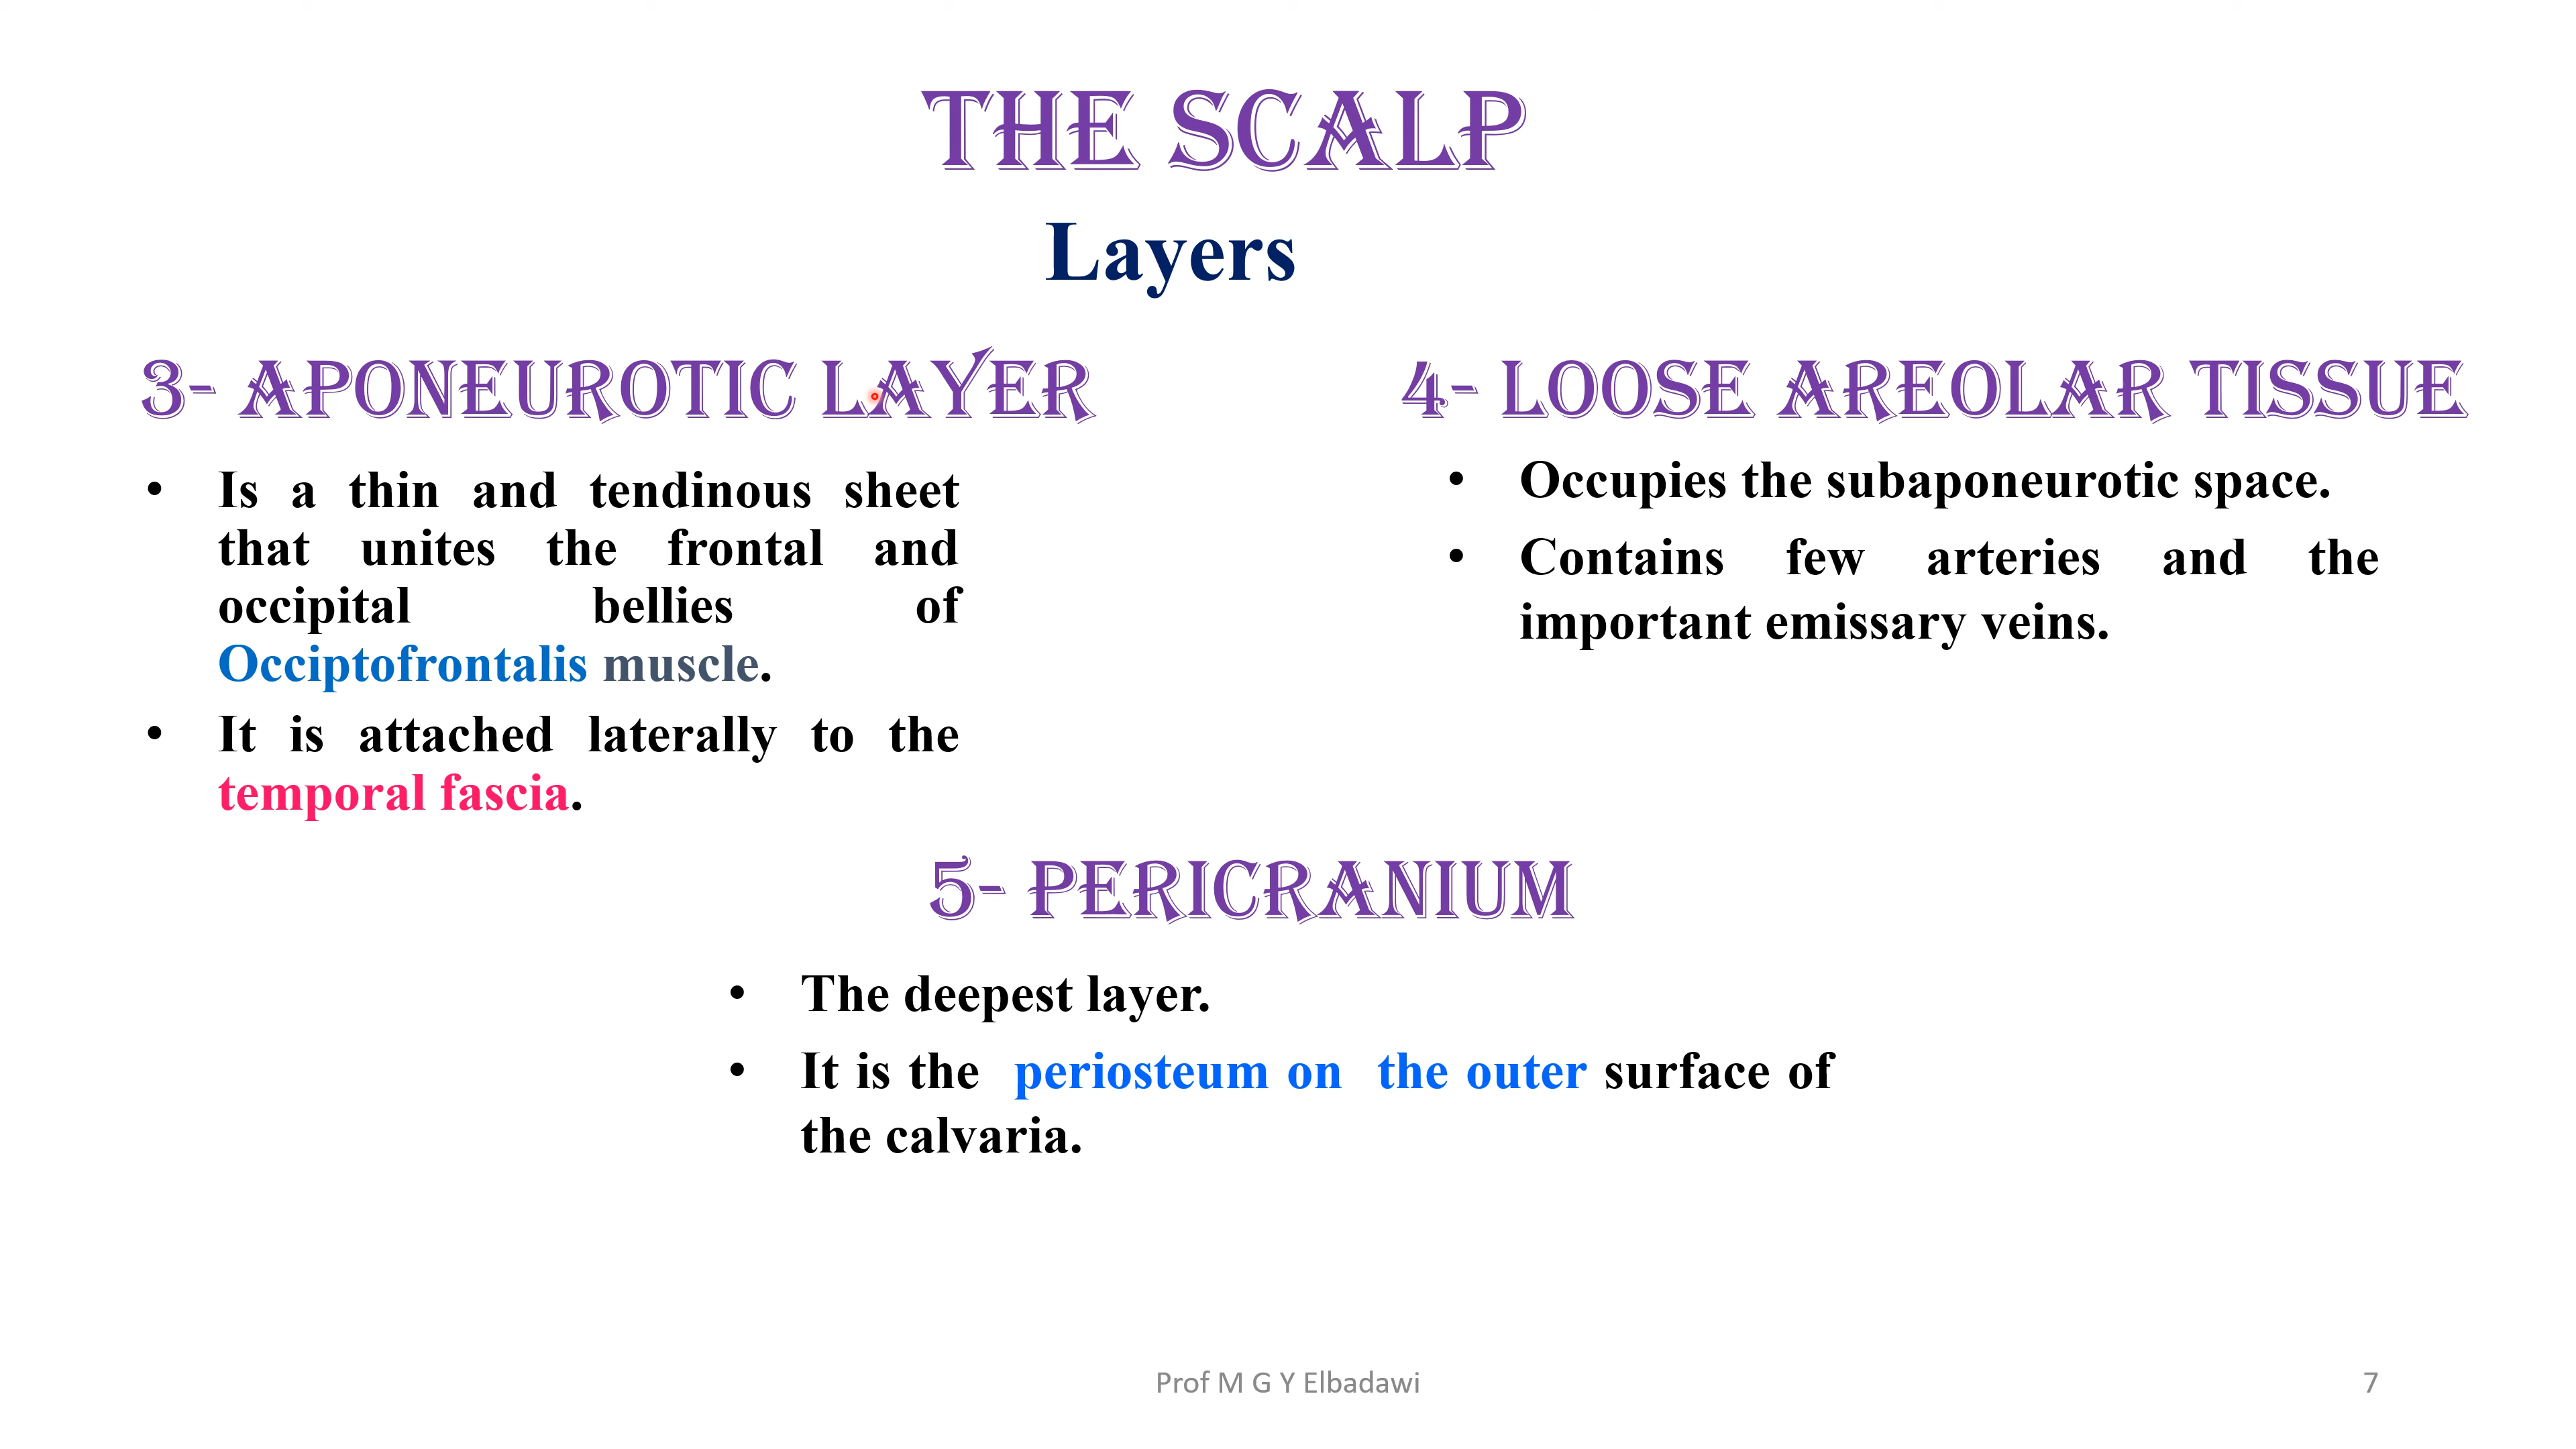 THE SCALP
Layers
3- APONEUROTIC LAYER
• Is a thin and tendinous sheet
that unites the frontal and
occipital bellies of
Occiptofrontalis muscle.
• It is attached laterally to the
temporal fascia.
4- LOOSE AREOLAR TISSUE
• Occupies the subaponeurotic space.
• Contains few arteries and the
important emissary veins.
5- PERICRANIUM
• The deepest layer.
• It is the periosteum on the outer surface of
the calvaria.
Prof M G Y Elbadawi
7